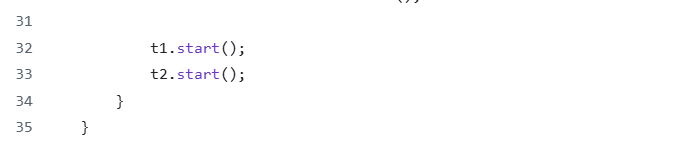 31
32 t1.start();
33 t2.start();
34 }
35 }